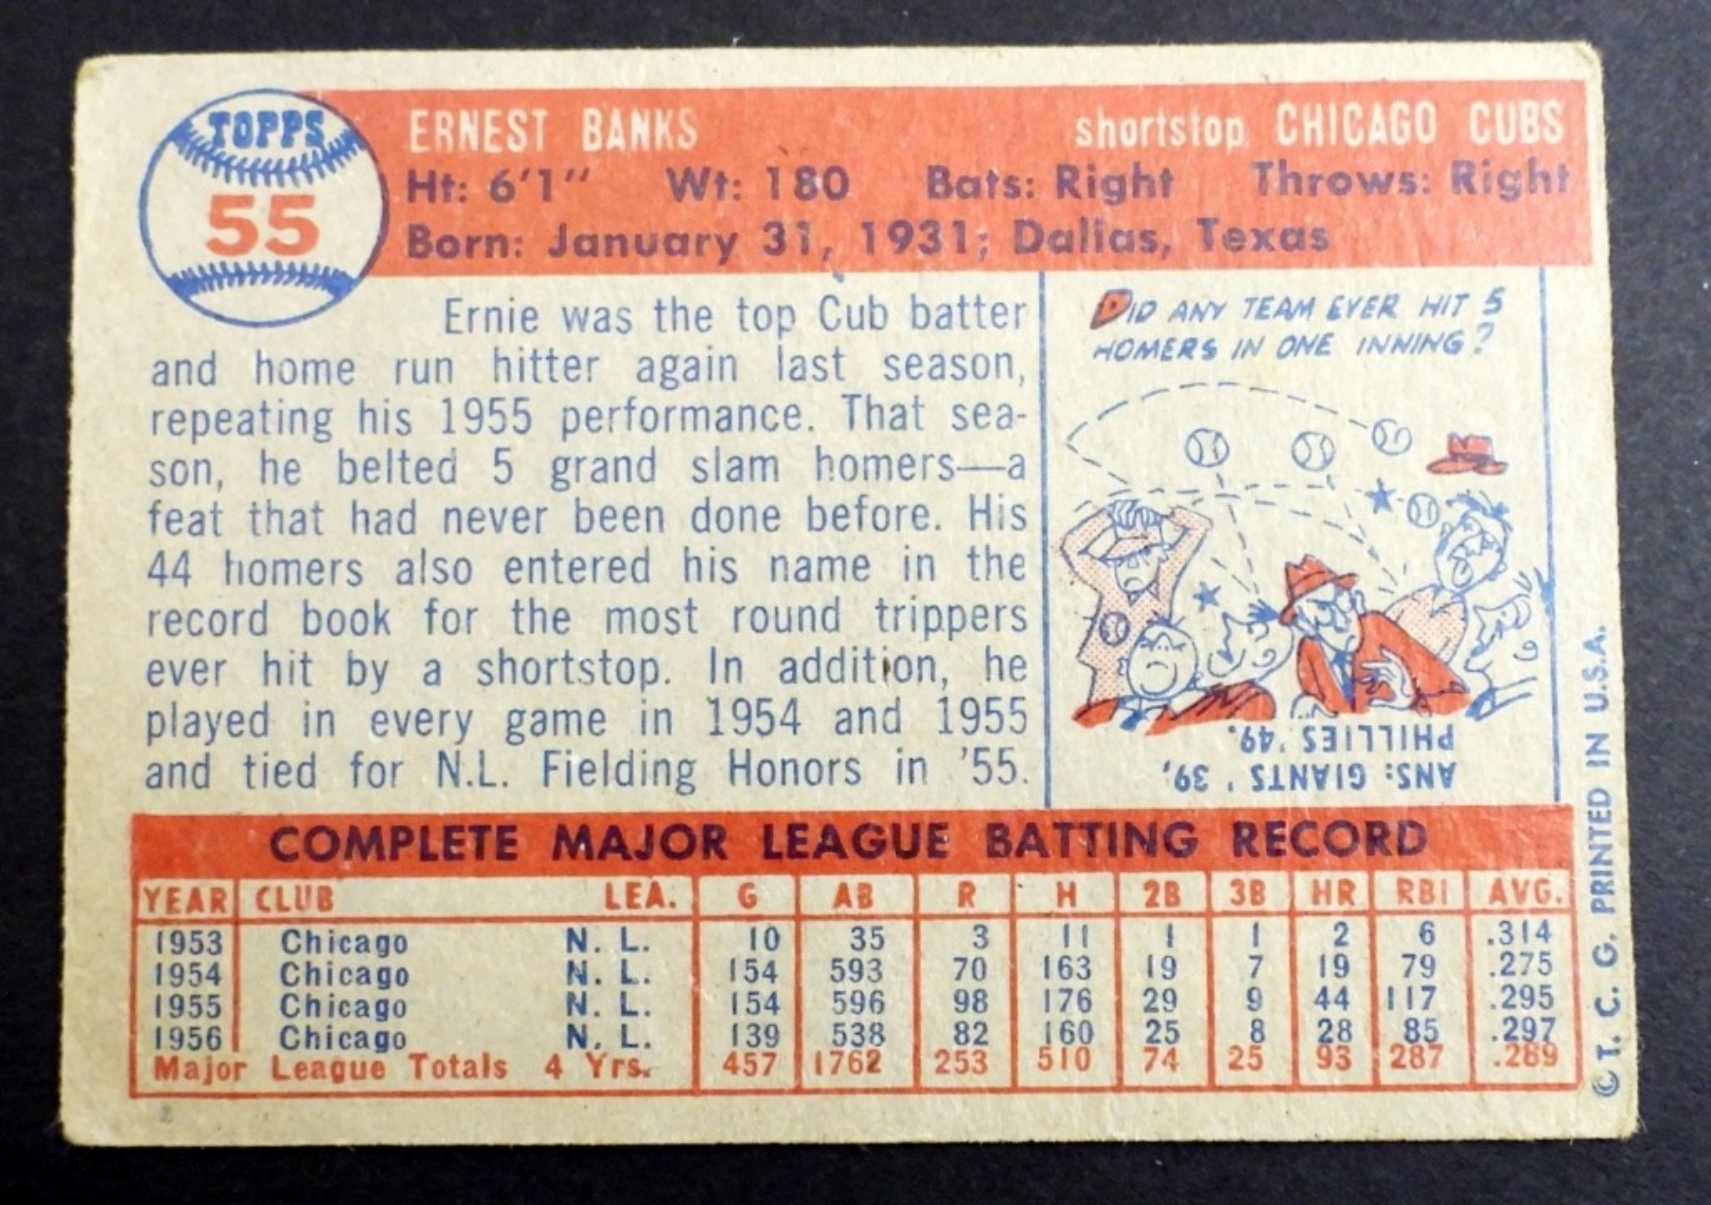 TOPPS
55
ERNEST BANKS shortstop CHICAGO CUBS
Ht: 6'1" Wt: 180 Bats: Right Throws: Right
Born: January 31, 1931; Dallas, Texas
Ernie was the top Cub batter
and home run hitter again last season,
repeating his 1955 performance. That sea-
son, he belted 5 grand slam homers—a
feat that had never been done before. His
44 homers also entered his name in the
record book for the most round trippers
ever hit by a shortstop. In addition, he
played in every game in 1954 and 1955
and tied for N.L. Fielding Honors in '55.
DID ANY TEAM EVER HIT 5
HOMERS IN ONE INNING?
ANS: GIANTS '39,
PHILLIES '49.
COMPLETE MAJOR LEAGUE BATTING RECORD
YEAR CLUB LEA. G AB R H 2B 3B HR RBI AVG.
1953 Chicago N. L. 10 35 3 11 1 1 2 6 .314
1954 Chicago N. L. 154 593 70 163 19 7 19 79 .275
1955 Chicago N. L. 154 596 98 176 29 9 44 117 .295
1956 Chicago N. L. 139 538 82 160 25 8 28 85 .297
Major League Totals 4 Yrs. 457 1762 253 510 74 25 93 287 .289
© T. C. G. PRINTED IN U.S.A.